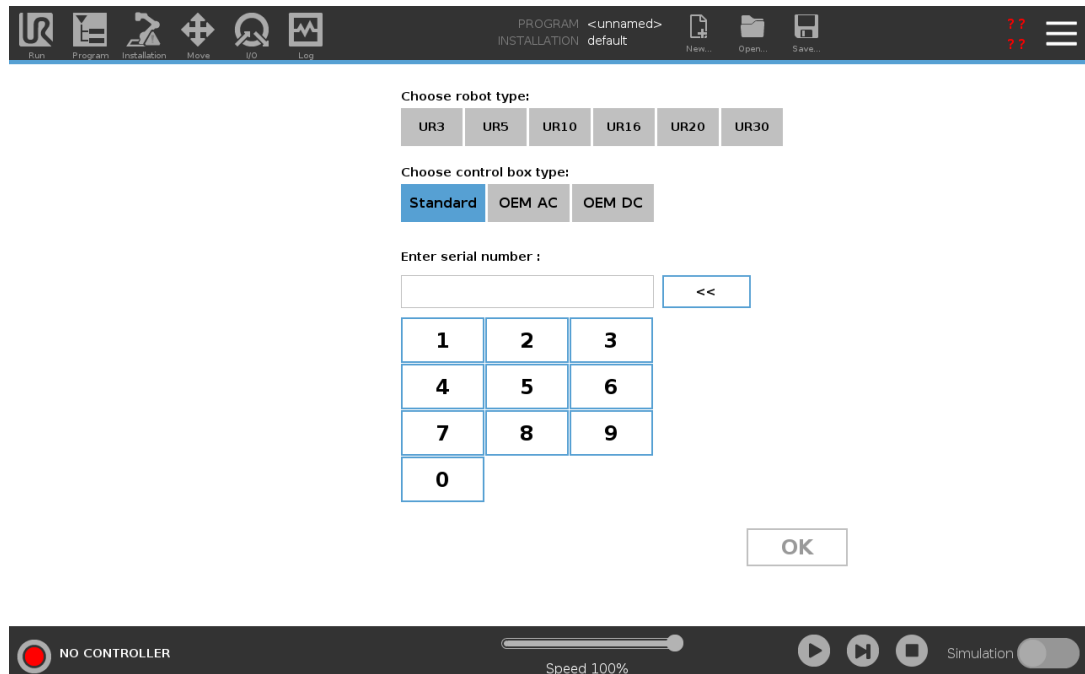 PROGRAM <unnamed>
INSTALLATION default
? ?
? ?
Run Program Installation Move I/O Log New... Open... Save...
Choose robot type:
UR3 UR5 UR10 UR16 UR20 UR30
Choose control box type:
Standard OEM AC OEM DC
Enter serial number :
<<
1 2 3
4 5 6
7 8 9
0
OK
NO CONTROLLER
Speed 100%
Simulation